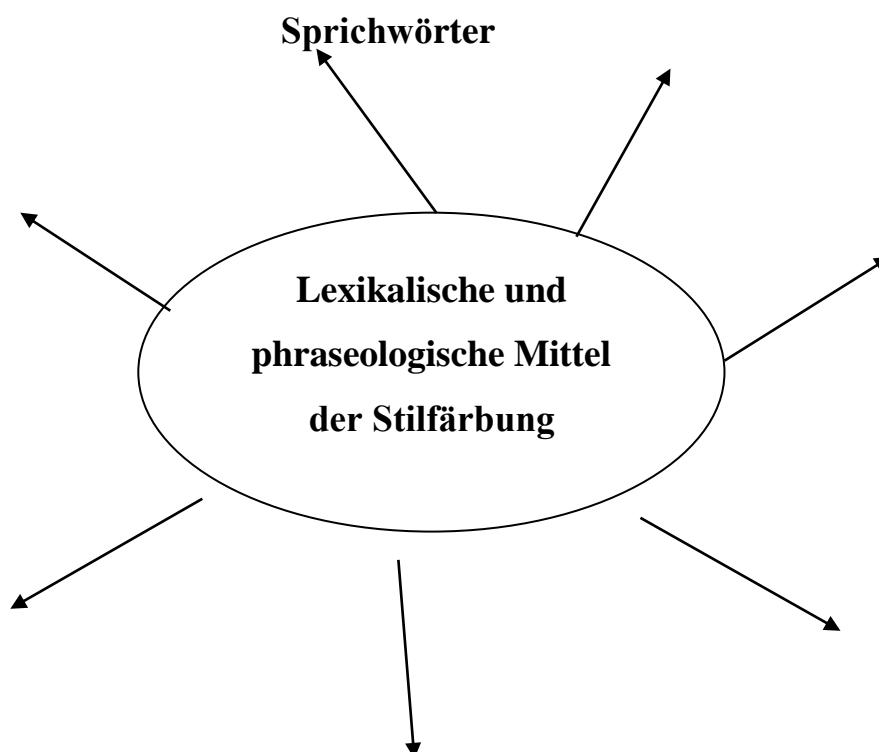 Sprichwörter
Lexikalische und
phraseologische Mittel
der Stilfärbung